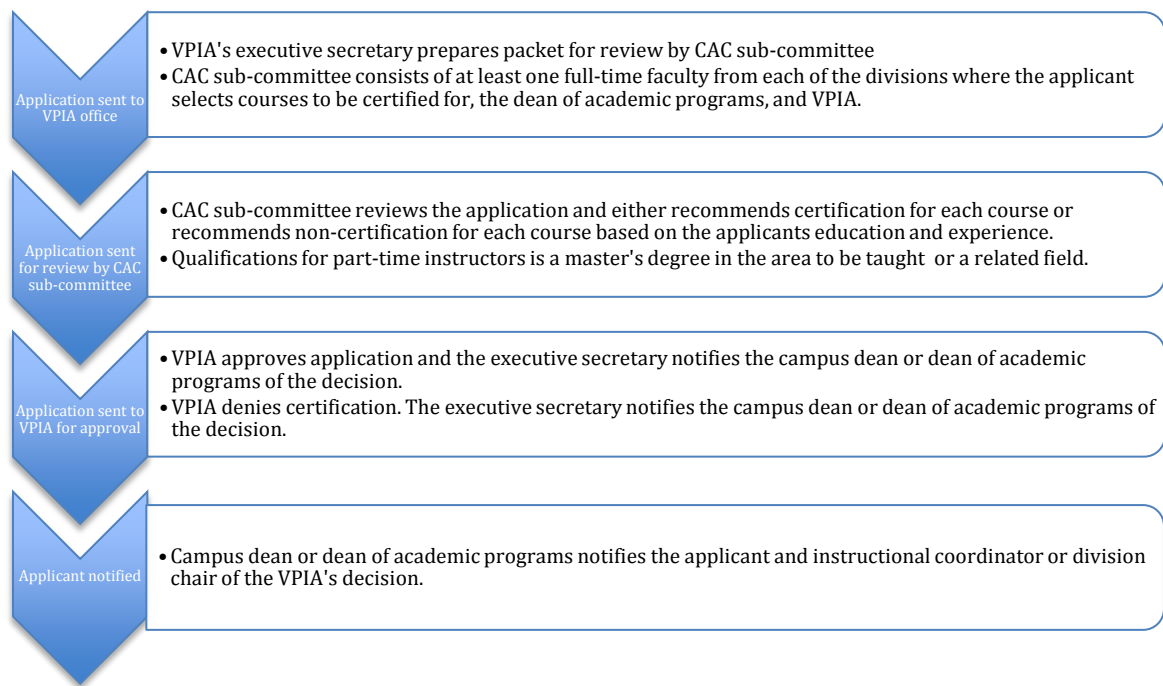 Application sent to
VPIA office
• VPIA's executive secretary prepares packet for review by CAC sub-committee
• CAC sub-committee consists of at least one full-time faculty from each of the divisions where the applicant
selects courses to be certified for, the dean of academic programs, and VPIA.
Application sent
for review by CAC
sub-committee
• CAC sub-committee reviews the application and either recommends certification for each course or
recommends non-certification for each course based on the applicants education and experience.
• Qualifications for part-time instructors is a master's degree in the area to be taught or a related field.
Application sent to
VPIA for approval
• VPIA approves application and the executive secretary notifies the campus dean or dean of academic
programs of the decision.
• VPIA denies certification. The executive secretary notifies the campus dean or dean of academic programs of
the decision.
Applicant notified
• Campus dean or dean of academic programs notifies the applicant and instructional coordinator or division
chair of the VPIA's decision.